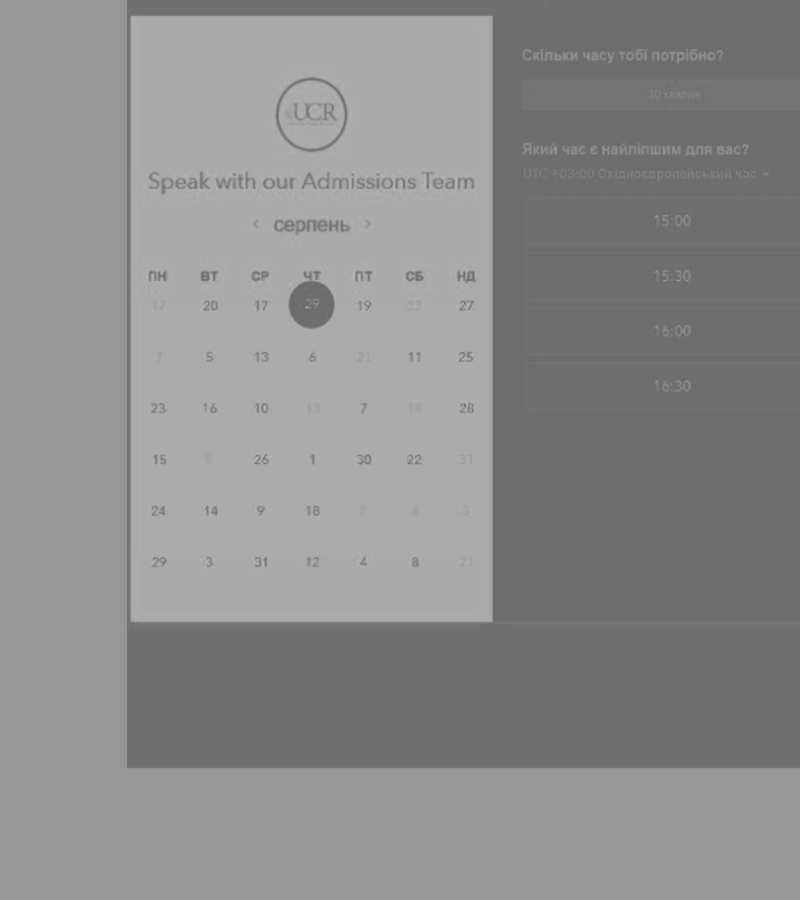 UCR
Speak with our Admissions Team
серпень
ПН ВТ СР ЧТ ПТ СБ НД
17 20 17 29 19 27
7 5 13 6 21 11 25
23 16 10 13 7 18 28
15 26 1 30 22 31
24 14 9 18 3
29 3 31 12 4 8 21
Скільки часу тобі потрібно?
30 хвилин
Який час є найліпшим для вас?
UTC +03:00 Східноєвропейський час
15:00
15:30
16:00
16:30